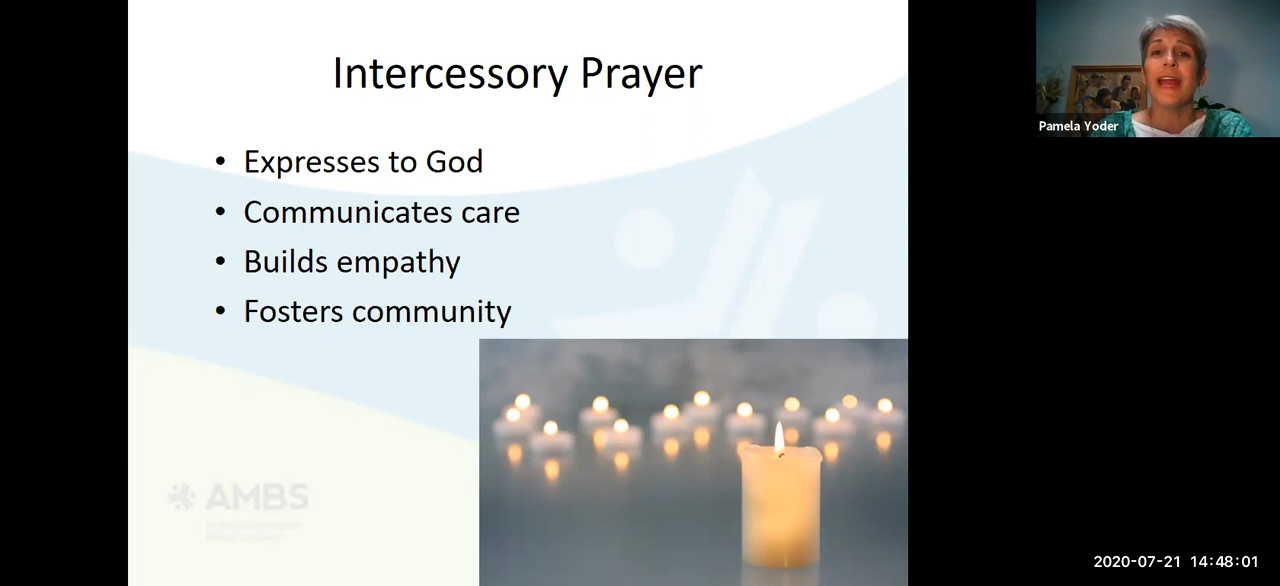 Intercessory Prayer
• Expresses to God
• Communicates care
• Builds empathy
• Fosters community
AMBS
Pamela Yoder
2020-07-21 14:48:01